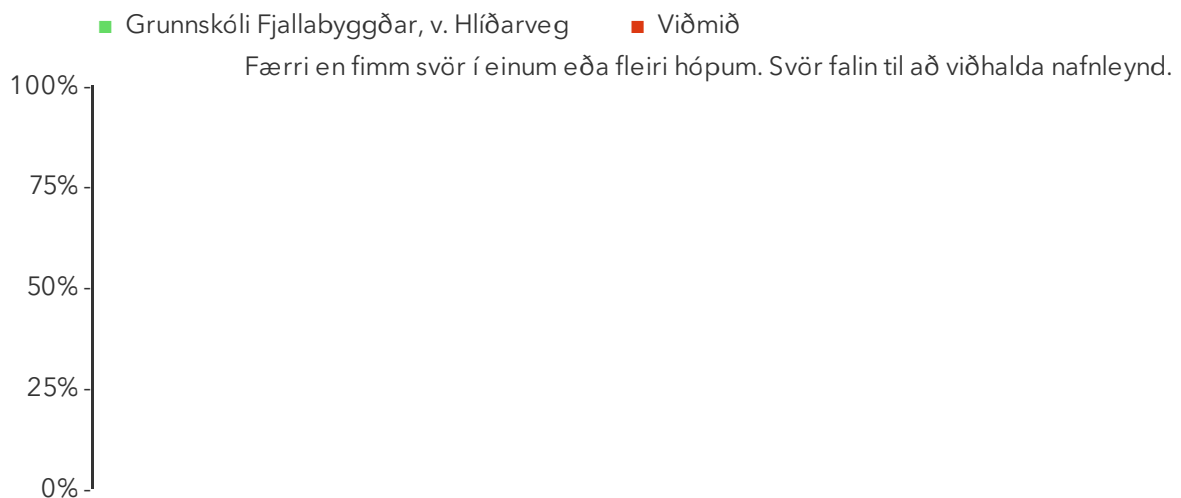 Grunnskóli Fjallabyggðar, v. Hlíðarveg Viðmið
Færri en fimm svör í einum eða fleiri hópum. Svör falin til að viðhalda nafnleynd.
100%
75%
50%
25%
0%